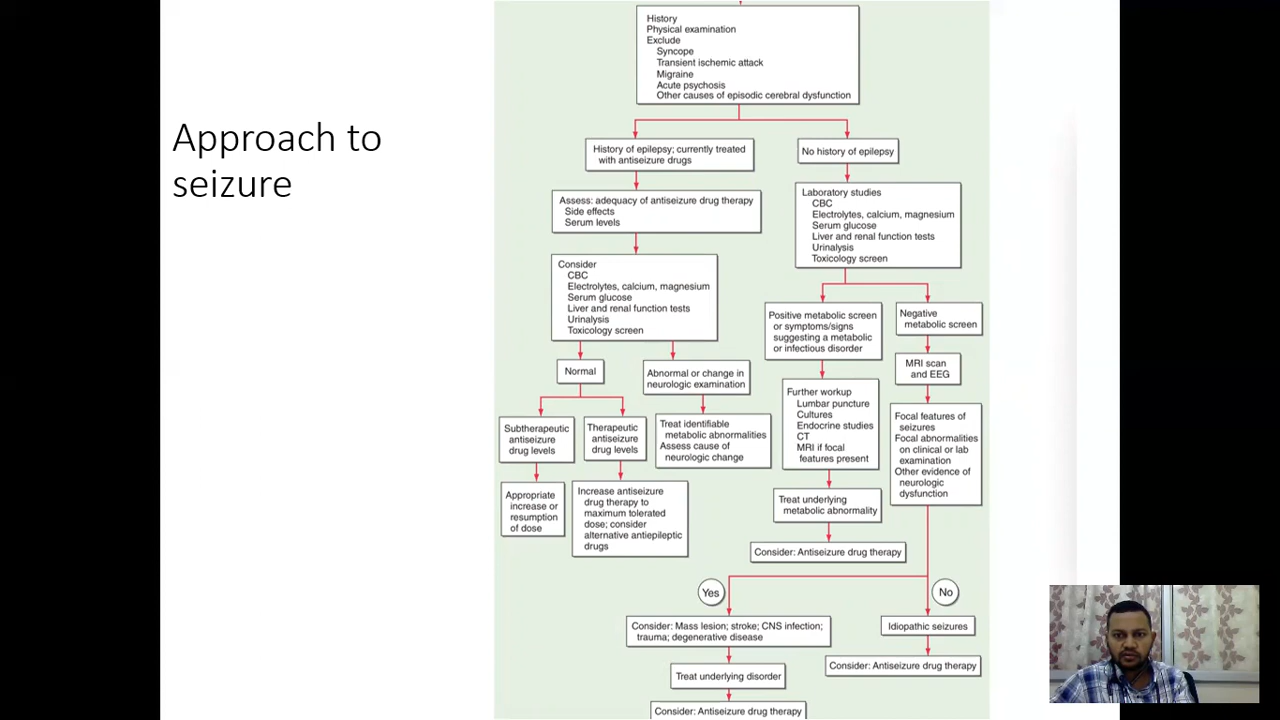 Approach to
seizure
History
Physical examination
Exclude
Syncope
Transient ischemic attack
Migraine
Acute psychosis
Other causes of episodic cerebral dysfunction
History of epilepsy; currently treated
with antiseizure drugs
No history of epilepsy
Assess: adequacy of antiseizure drug therapy
Side effects
Serum levels
Laboratory studies
CBC
Electrolytes, calcium, magnesium
Serum glucose
Liver and renal function tests
Urinalysis
Toxicology screen
Consider
CBC
Electrolytes, calcium, magnesium
Serum glucose
Liver and renal function tests
Urinalysis
Toxicology screen
Positive metabolic screen
or symptoms/signs
suggesting a metabolic
or infectious disorder
Negative
metabolic screen
Normal
Abnormal or change in
neurologic examination
MRI scan
and EEG
Further workup
Lumbar puncture
Cultures
Endocrine studies
CT
MRI if focal
features present
Focal features of
seizures
Focal abnormalities
on clinical or lab
examination
Other evidence of
neurologic
dysfunction
Subtherapeutic
antiseizure
drug levels
Therapeutic
antiseizure
drug levels
Treat identifiable
metabolic abnormalities
Assess cause of
neurologic change
Appropriate
increase or
resumption
of dose
Increase antiseizure
drug therapy to
maximum tolerated
dose; consider
alternative antiepileptic
drugs
Treat underlying
metabolic abnormality
Consider: Antiseizure drug therapy
Yes
No
Consider: Mass lesion; stroke; CNS infection;
trauma; degenerative disease
Idiopathic seizures
Treat underlying disorder
Consider: Antiseizure drug therapy
Consider: Antiseizure drug therapy